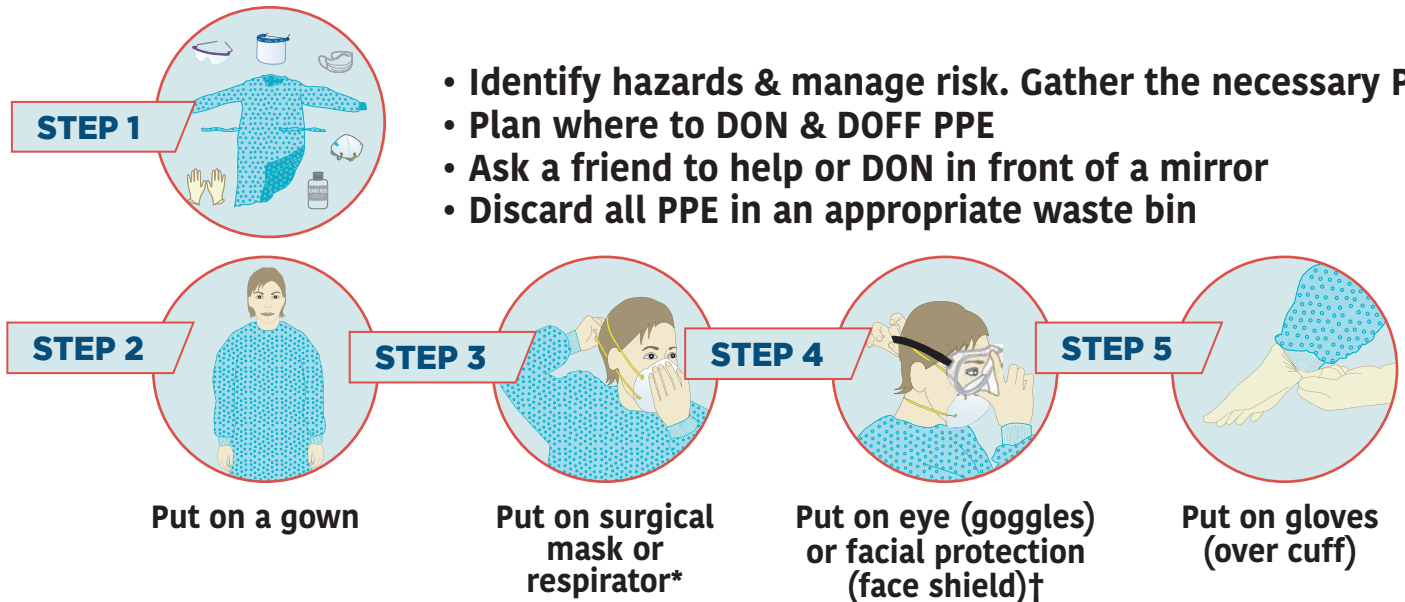 STEP 1
• Identify hazards & manage risk. Gather the necessary P
• Plan where to DON & DOFF PPE
• Ask a friend to help or DON in front of a mirror
• Discard all PPE in an appropriate waste bin
STEP 2
STEP 3
STEP 4
STEP 5
Put on a gown
Put on surgical
mask or
respirator*
Put on eye (goggles)
or facial protection
(face shield)†
Put on gloves
(over cuff)